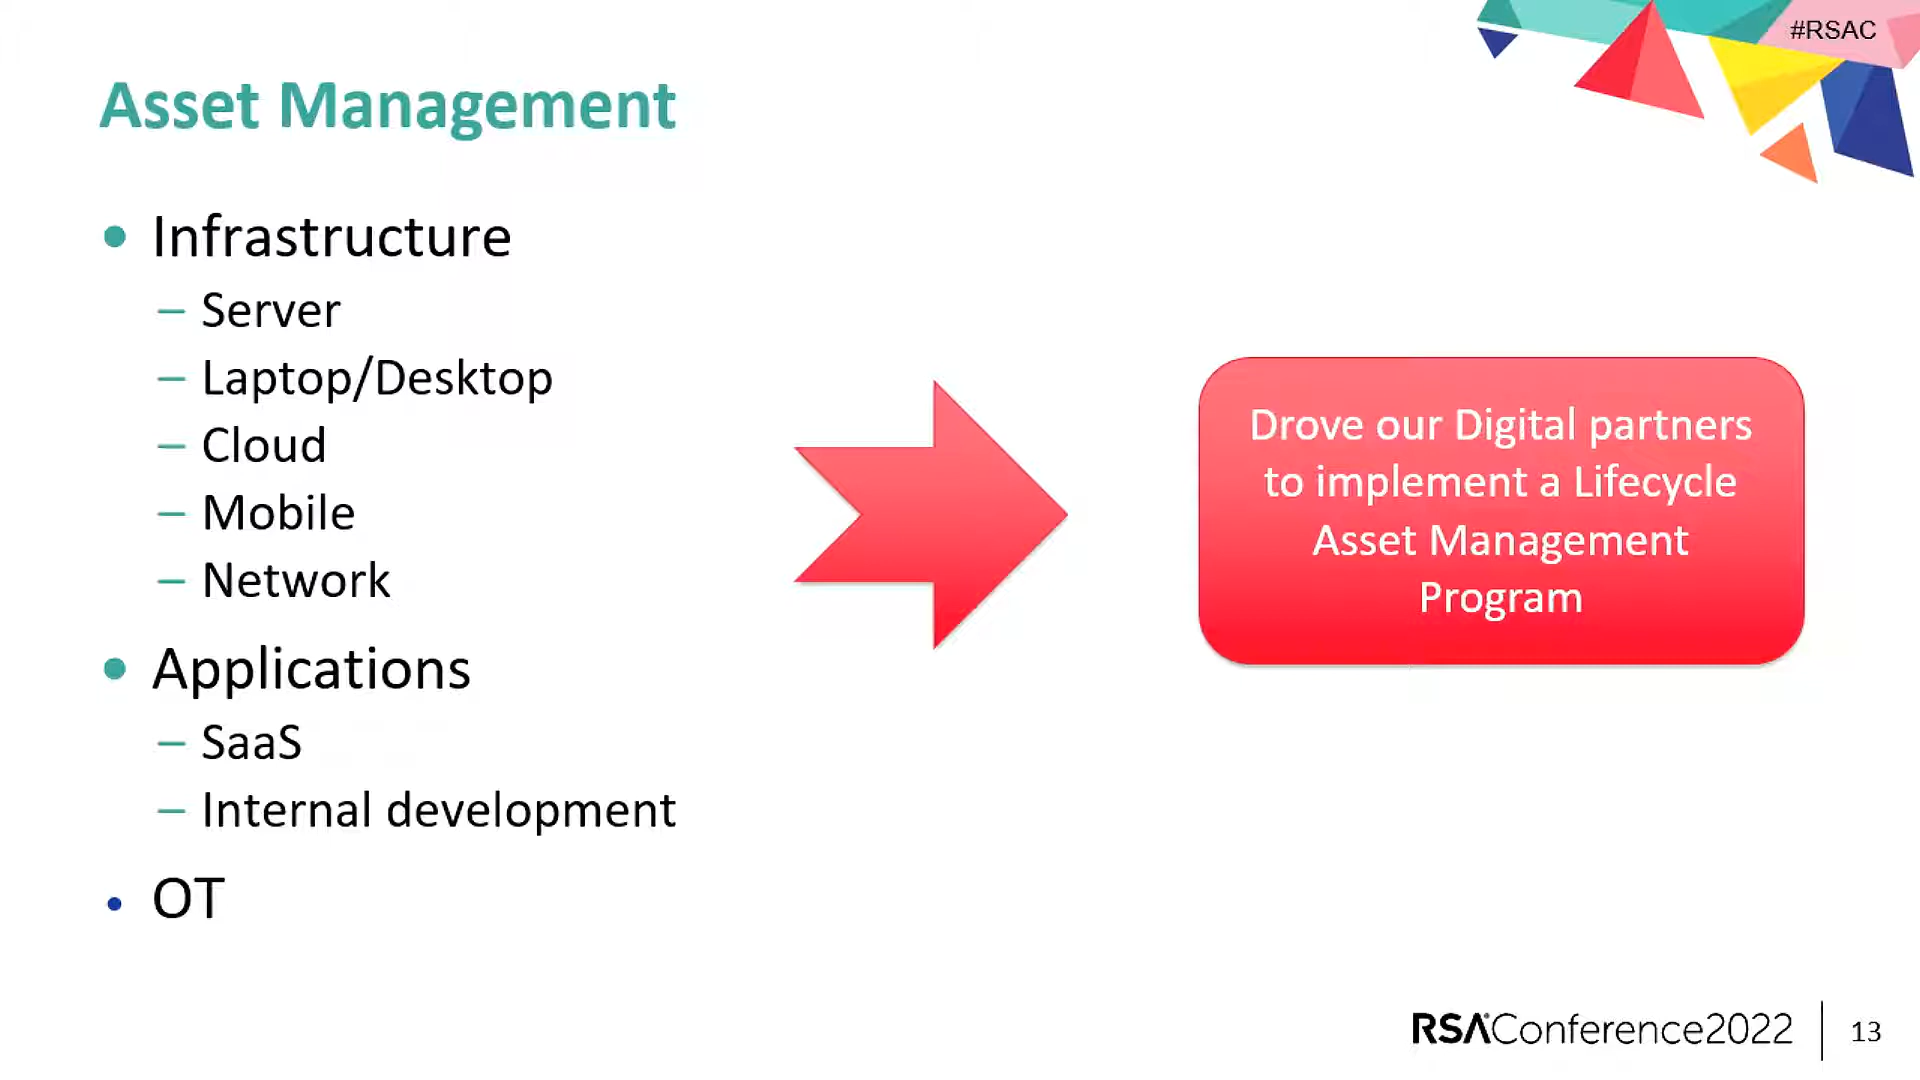 #RSAC
Asset Management
• Infrastructure
– Server
– Laptop/Desktop
– Cloud
– Mobile
– Network
• Applications
– SaaS
– Internal development
• OT
Drove our Digital partners
to implement a Lifecycle
Asset Management
Program
RSAConference2022
13